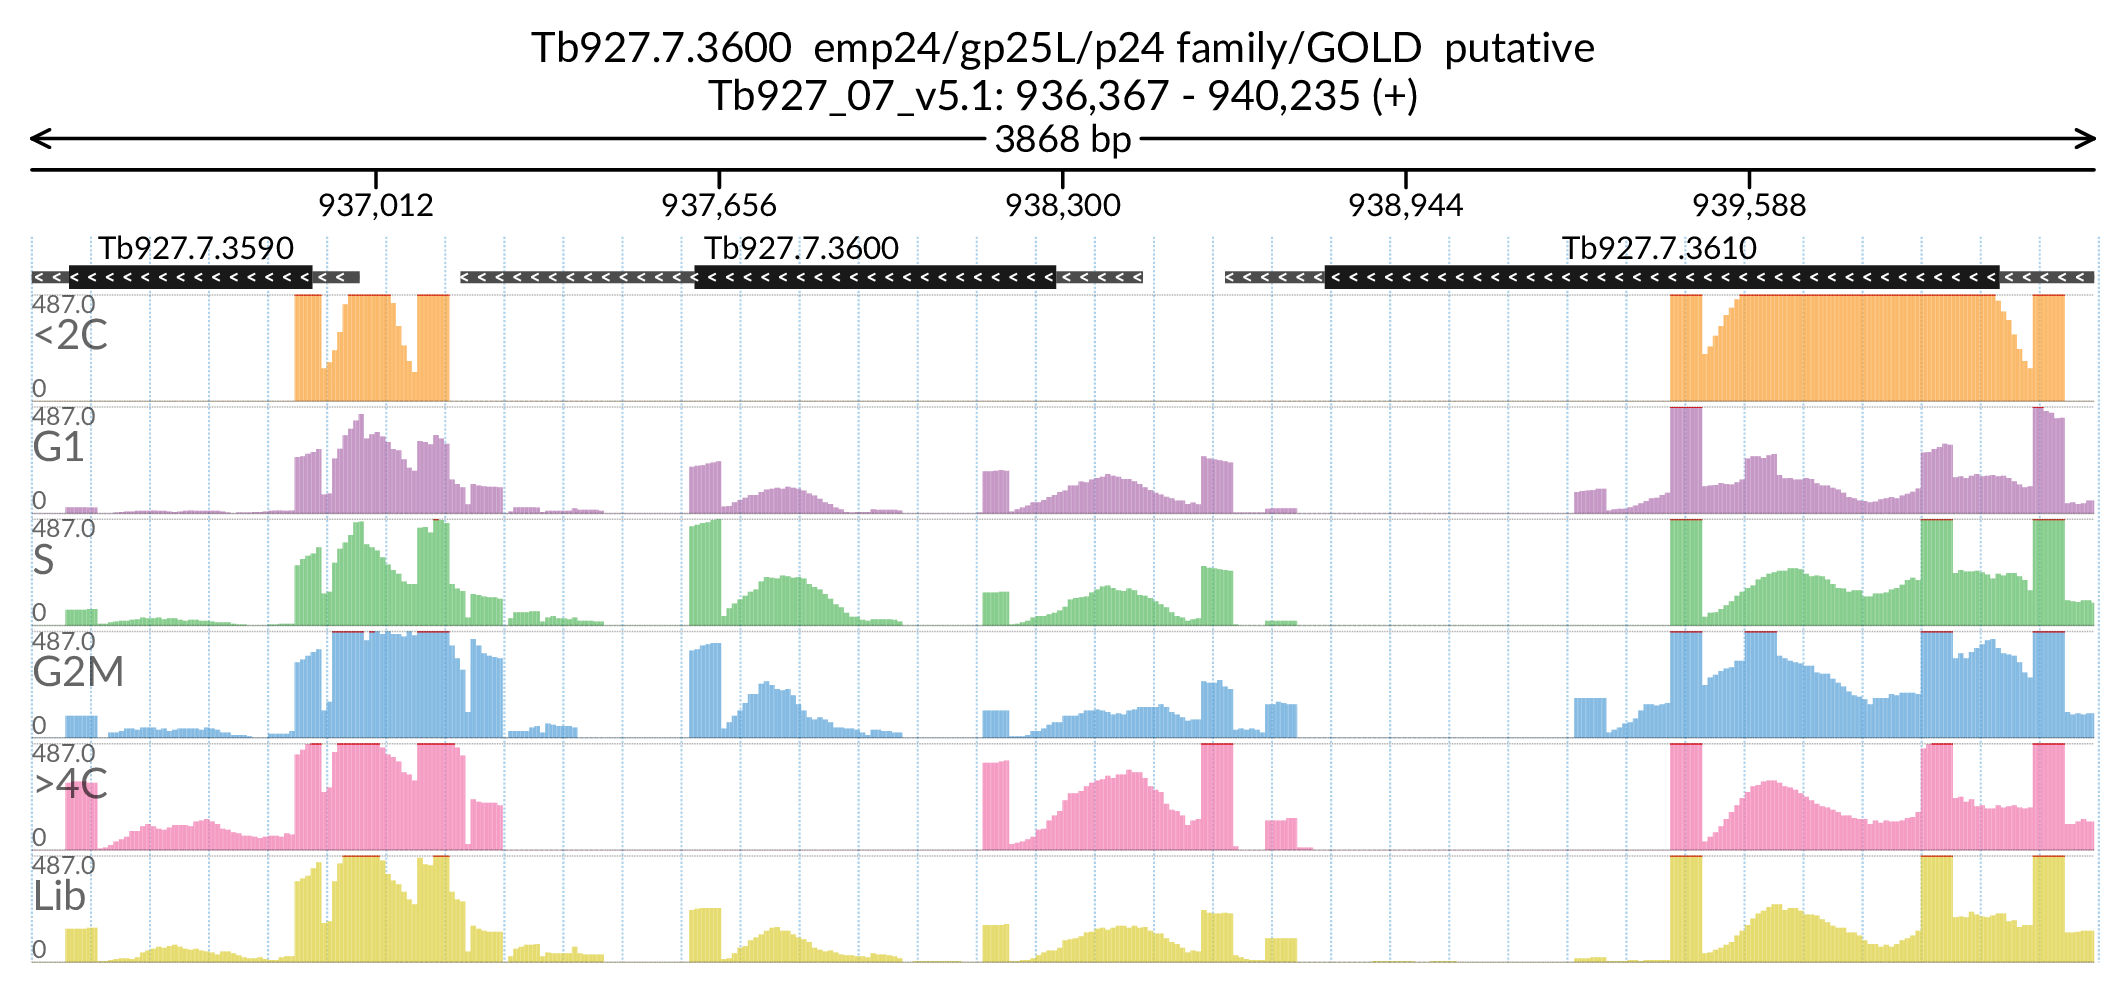 Tb927.7.3600 emp24/gp25L/p24 family/GOLD putative
Tb927_07_v5.1: 936,367 - 940,235 (+)
3868 bp
937,012 937,656 938,300 938,944 939,588
Tb927.7.3590 Tb927.7.3600 Tb927.7.3610
487.0
<2C
0
487.0
G1
0
487.0
S
0
487.0
G2M
0
487.0
>4C
0
487.0
Lib
0